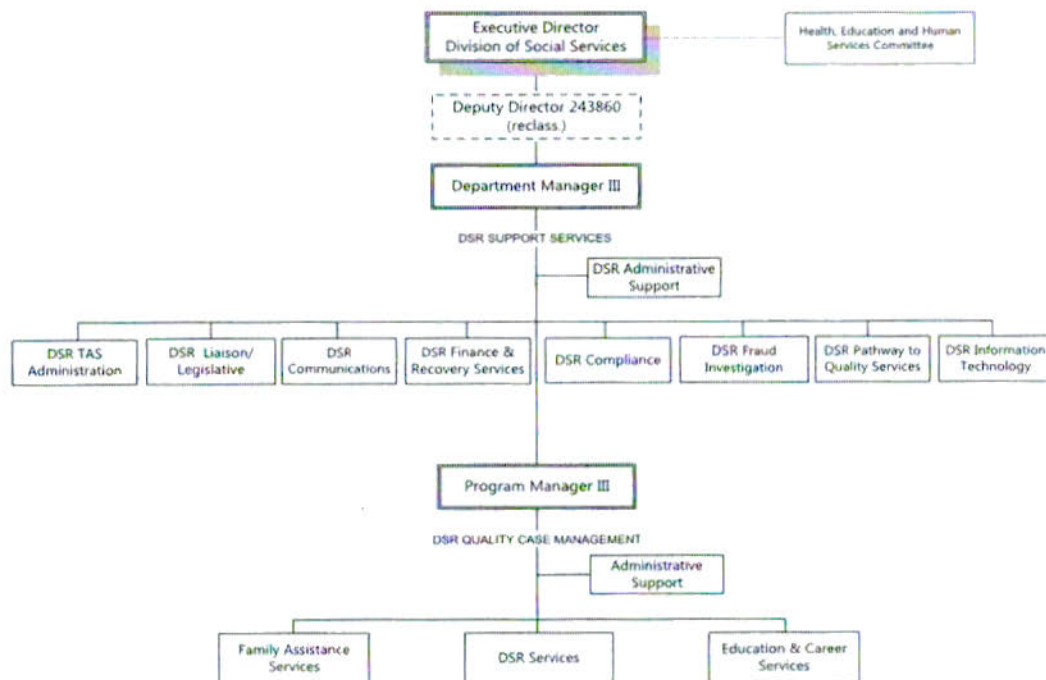 Executive Director
Division of Social Services
Health, Education and Human
Services Committee
Deputy Director 243860
(reclass.)
Department Manager III
DSR SUPPORT SERVICES
DSR Administrative
Support
DSR TAS
Administration
DSR Liaison/
Legislative
DSR
Communications
DSR Finance &
Recovery Services
DSR Compliance
DSR Fraud
Investigation
DSR Pathway to
Quality Services
DSR Information
Technology
Program Manager III
DSR QUALITY CASE MANAGEMENT
Administrative
Support
Family Assistance
Services
DSR Services
Education & Career
Services